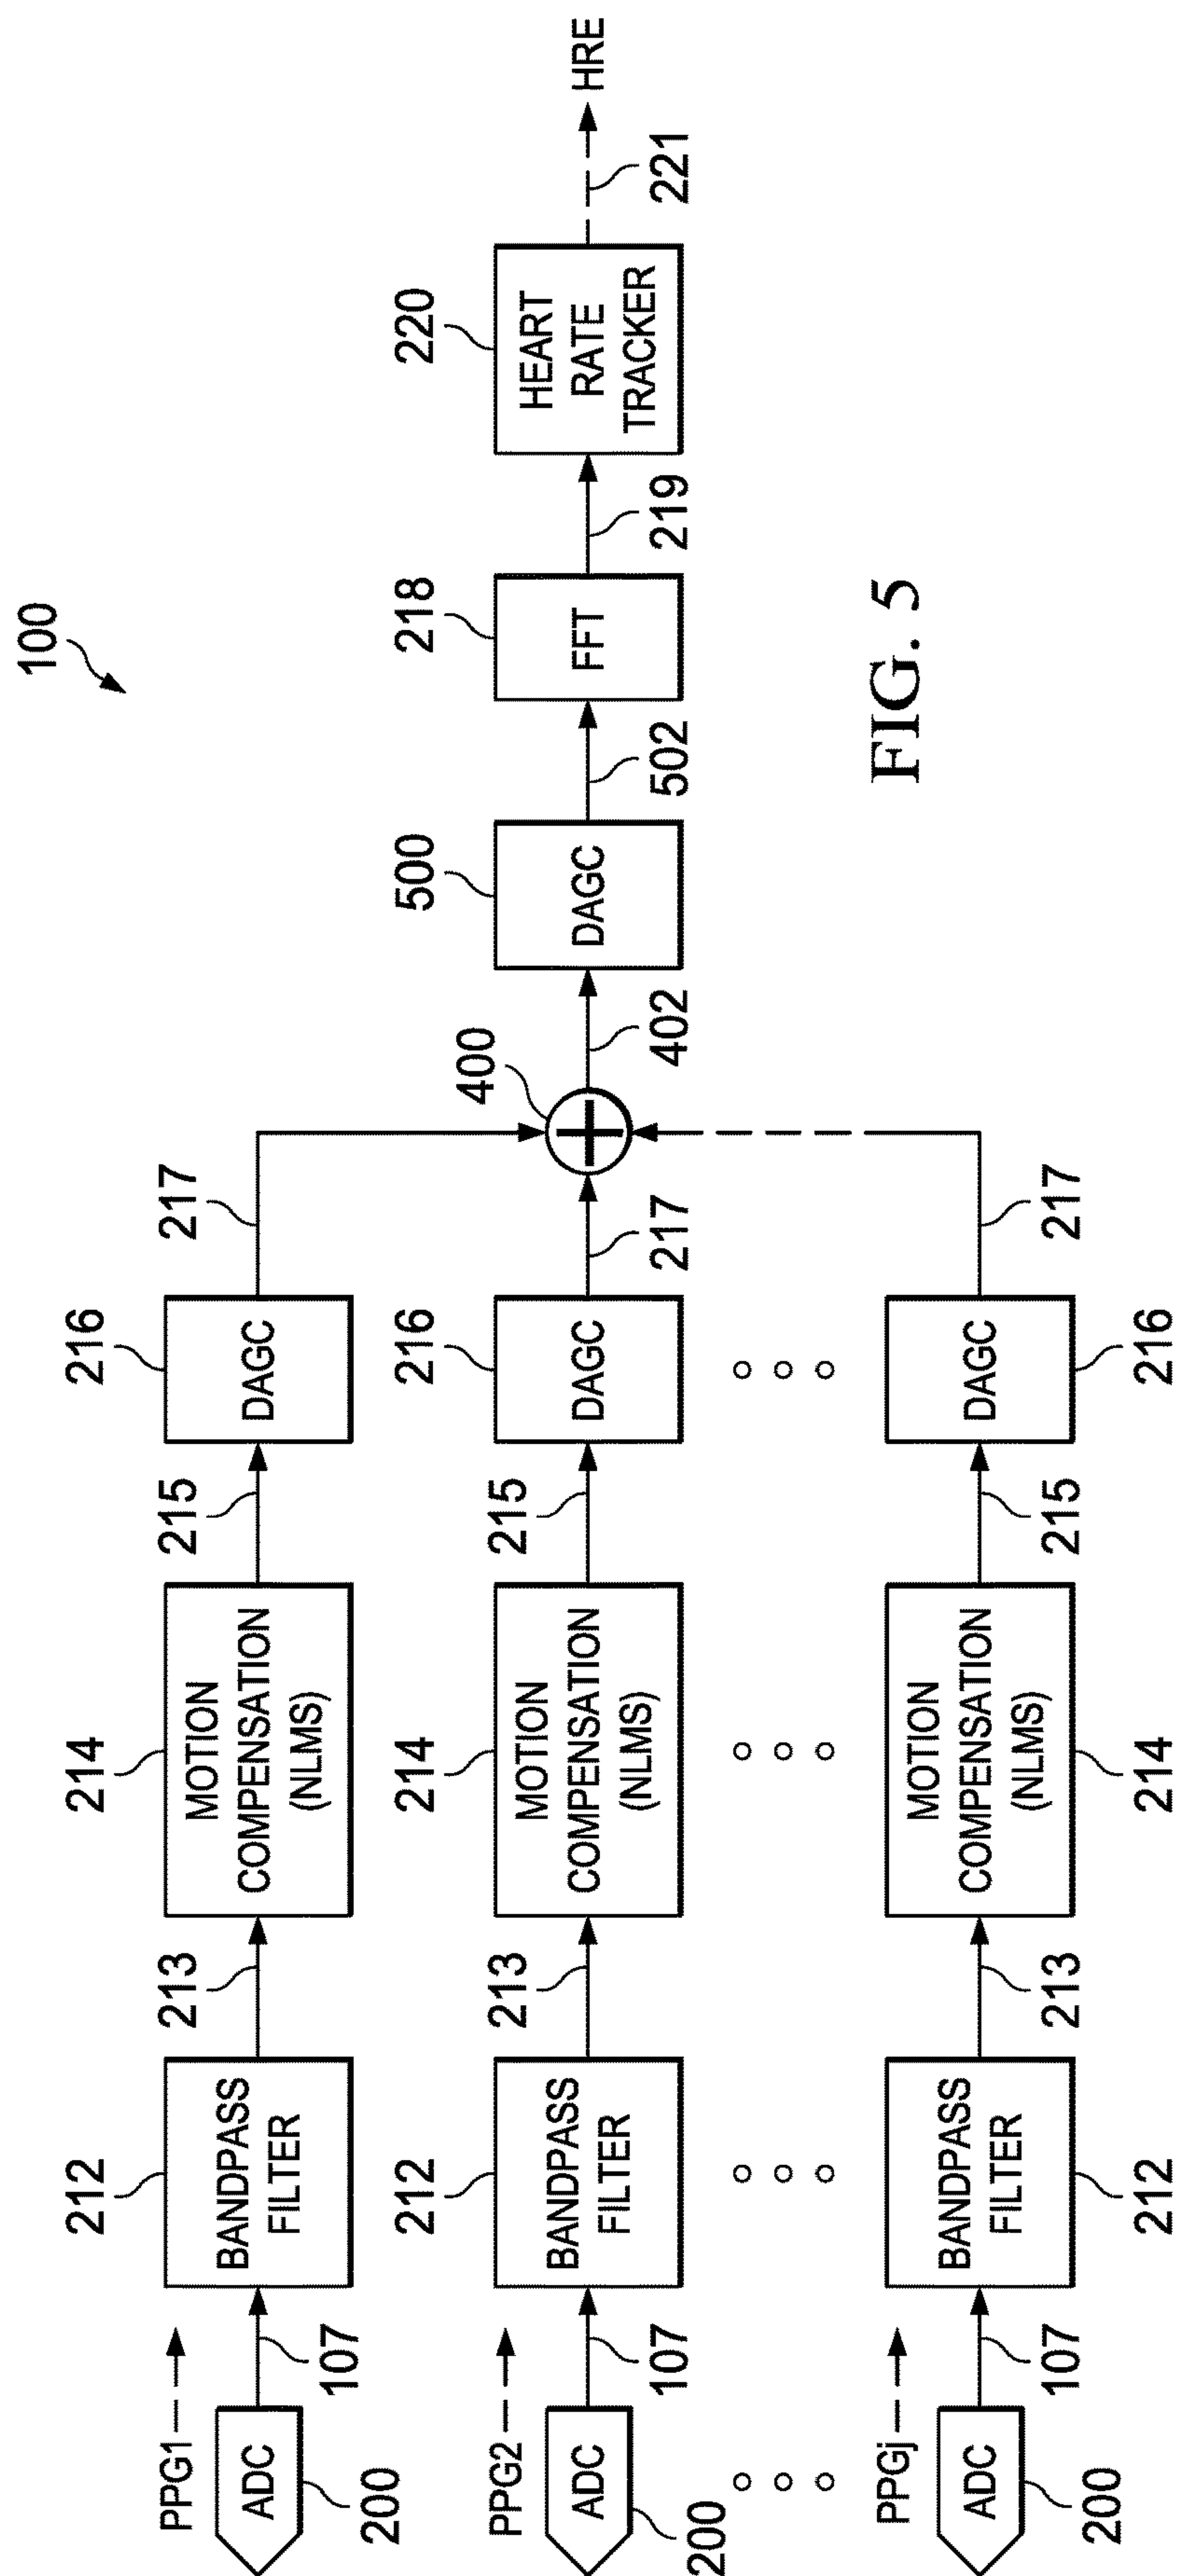 100
PPG1
ADC
200
107
BANDPASS
FILTER
212
213
MOTION
COMPENSATION
(NLMS)
214
215
DAGC
216
217
PPG2
ADC
200
107
BANDPASS
FILTER
212
213
MOTION
COMPENSATION
(NLMS)
214
215
DAGC
216
217
400
402
DAGC
500
502
FFT
218
219
HEART
RATE
TRACKER
220
221
HRE
PPGj
ADC
200
107
BANDPASS
FILTER
212
213
MOTION
COMPENSATION
(NLMS)
214
215
DAGC
216
217
FIG. 5